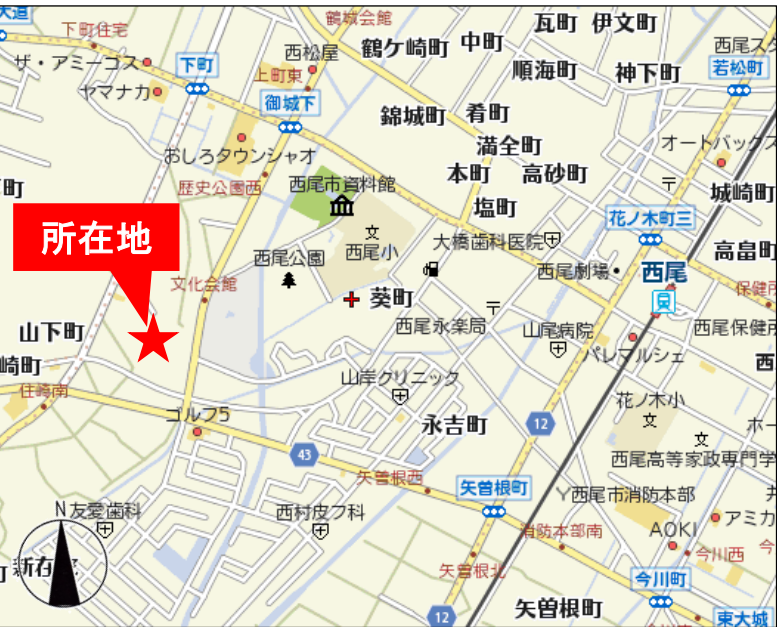 大道
下町住宅
鶴城会館
瓦町
伊文町
ザ・アミーゴス
下町
西松屋
鶴ケ崎町
中町
西尾ス
ヤマナカ
上町東
順海町
神下町
若松町
御城下
錦城町
肴町
満全町
オートバックス
おしろタウンシャオ
本町
高砂町
町
歴史公園西
西尾市資料館
塩町
城崎町
花ノ木町三
所在地
西尾公園
西尾小
大橋歯科医院
西尾劇場
西尾
高畠町
文化会館
葵町
保健所
山下町
西尾永楽局
山尾病院
西尾保健所
パレマルシェ
崎町
西
住崎南
山岸クリニック
花ノ木小
ゴルフ5
永吉町
12
ホー
43
西尾高等家政専門学
矢曽根西
矢曽根町
西尾市消防本部
N
友愛歯科
西村皮フ科
消防本部南
AOKI
アミカ
今川西
矢曽根北
今川町
12
矢曽根町
東大城